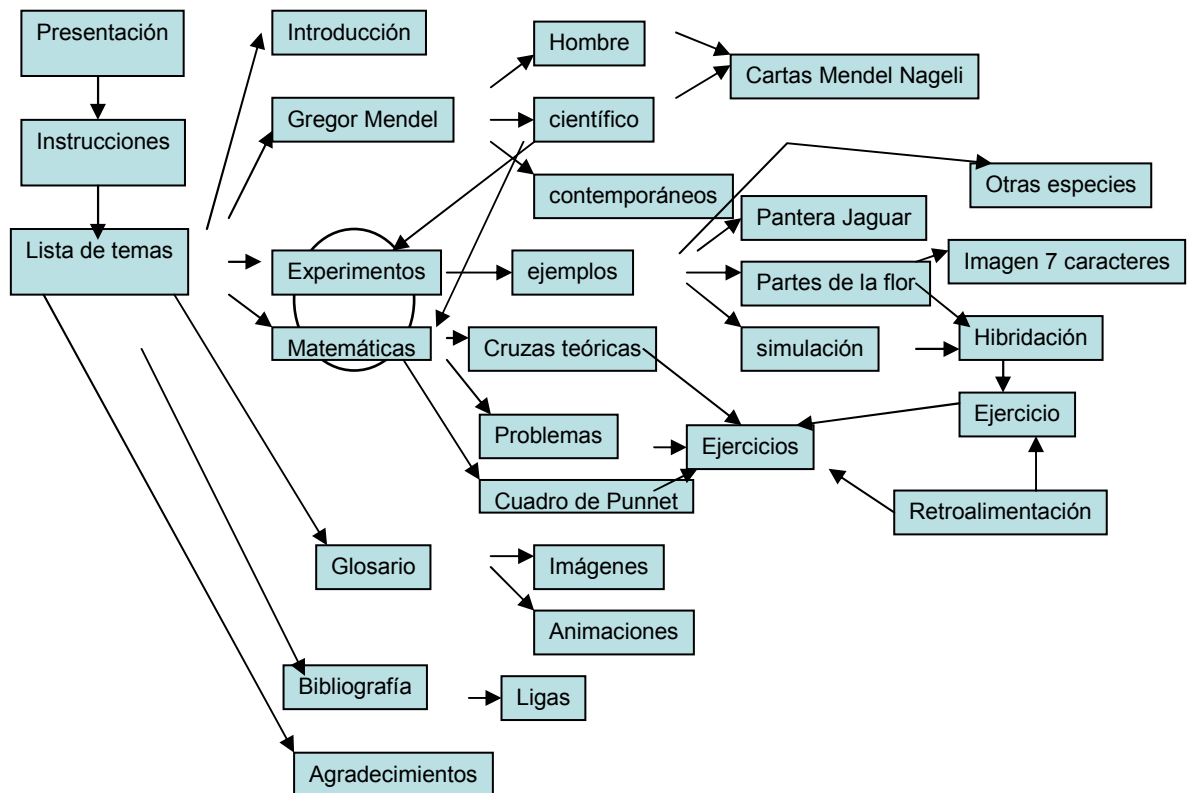 Presentación
Introducción
Hombre
Cartas Mendel Nageli
Gregor Mendel
científico
Instrucciones
contemporáneos
Otras especies
Pantera Jaguar
Lista de temas
Experimentos
ejemplos
Partes de la flor
Imagen 7 caracteres
Matemáticas
Cruzas teóricas
simulación
Hibridación
Ejercicio
Problemas
Ejercicios
Cuadro de Punnet
Retroalimentación
Glosario
Imágenes
Animaciones
Bibliografía
Ligas
Agradecimientos